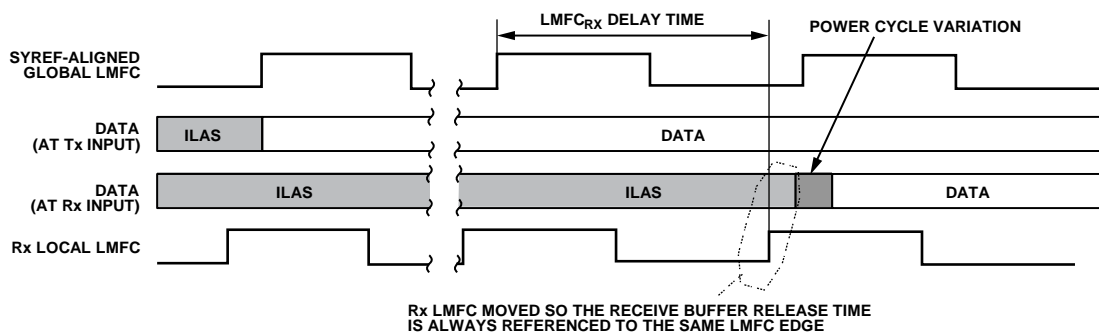 LMFCRX DELAY TIME
POWER CYCLE VARIATION
SYREF-ALIGNED
GLOBAL LMFC
DATA
(AT Tx INPUT)
ILAS
DATA
DATA
(AT Rx INPUT)
ILAS
ILAS
DATA
Rx LOCAL LMFC
Rx LMFC MOVED SO THE RECEIVE BUFFER RELEASE TIME
IS ALWAYS REFERENCED TO THE SAME LMFC EDGE